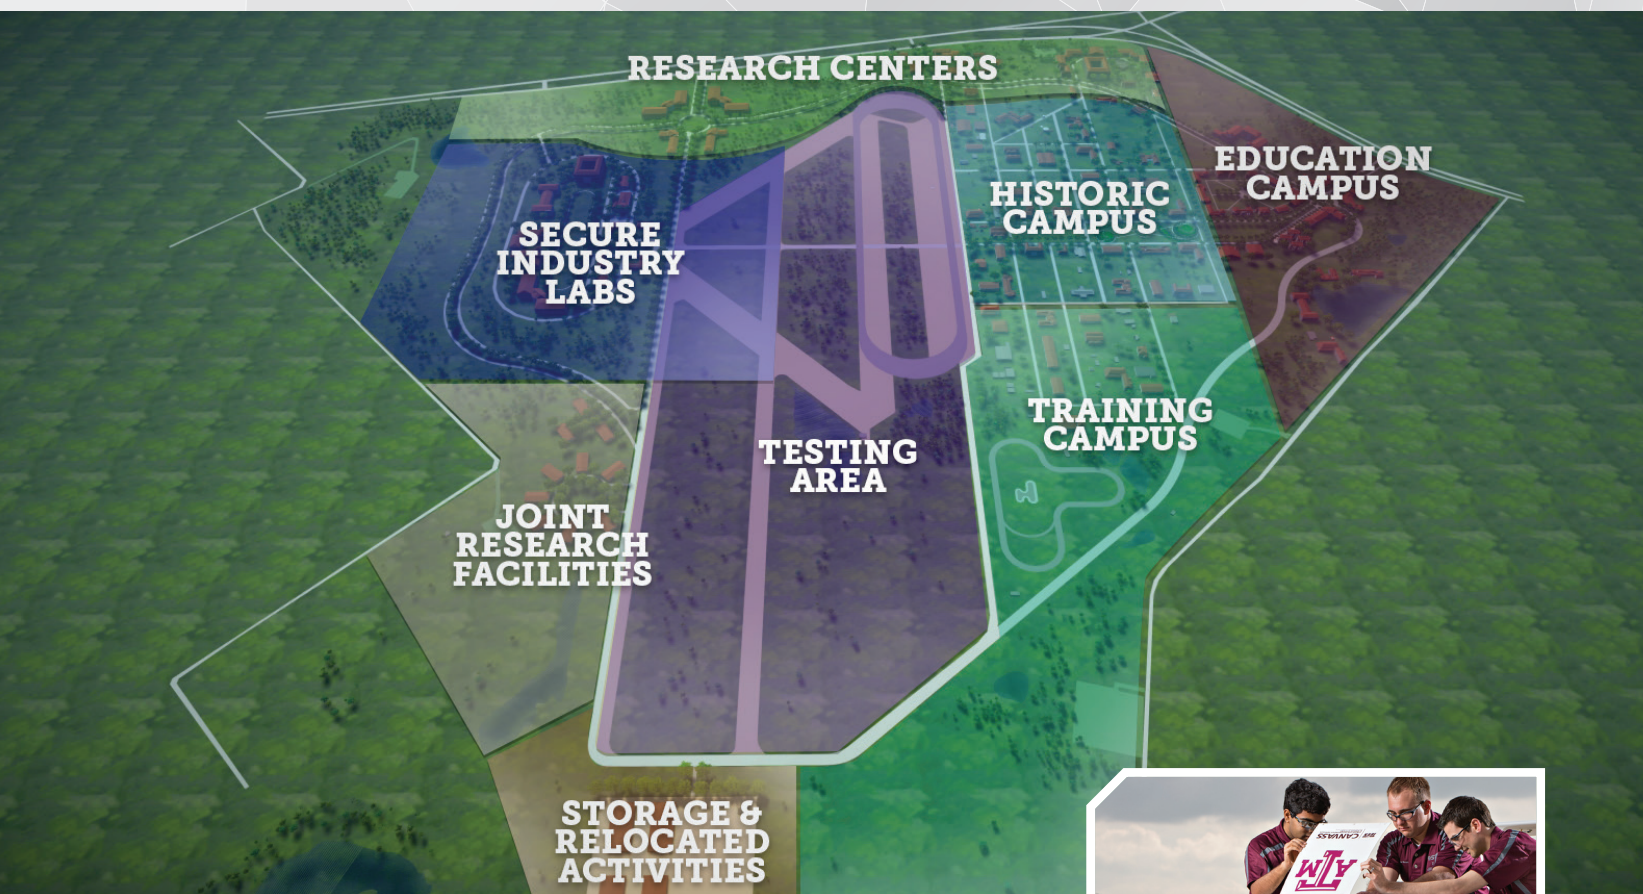 RESEARCH CENTERS
EDUCATION
CAMPUS
HISTORIC
CAMPUS
SECURE
INDUSTRY
LABS
TRAINING
CAMPUS
TESTING
AREA
JOINT
RESEARCH
FACILITIES
STORAGE &
RELOCATED
ACTIVITIES
ATM